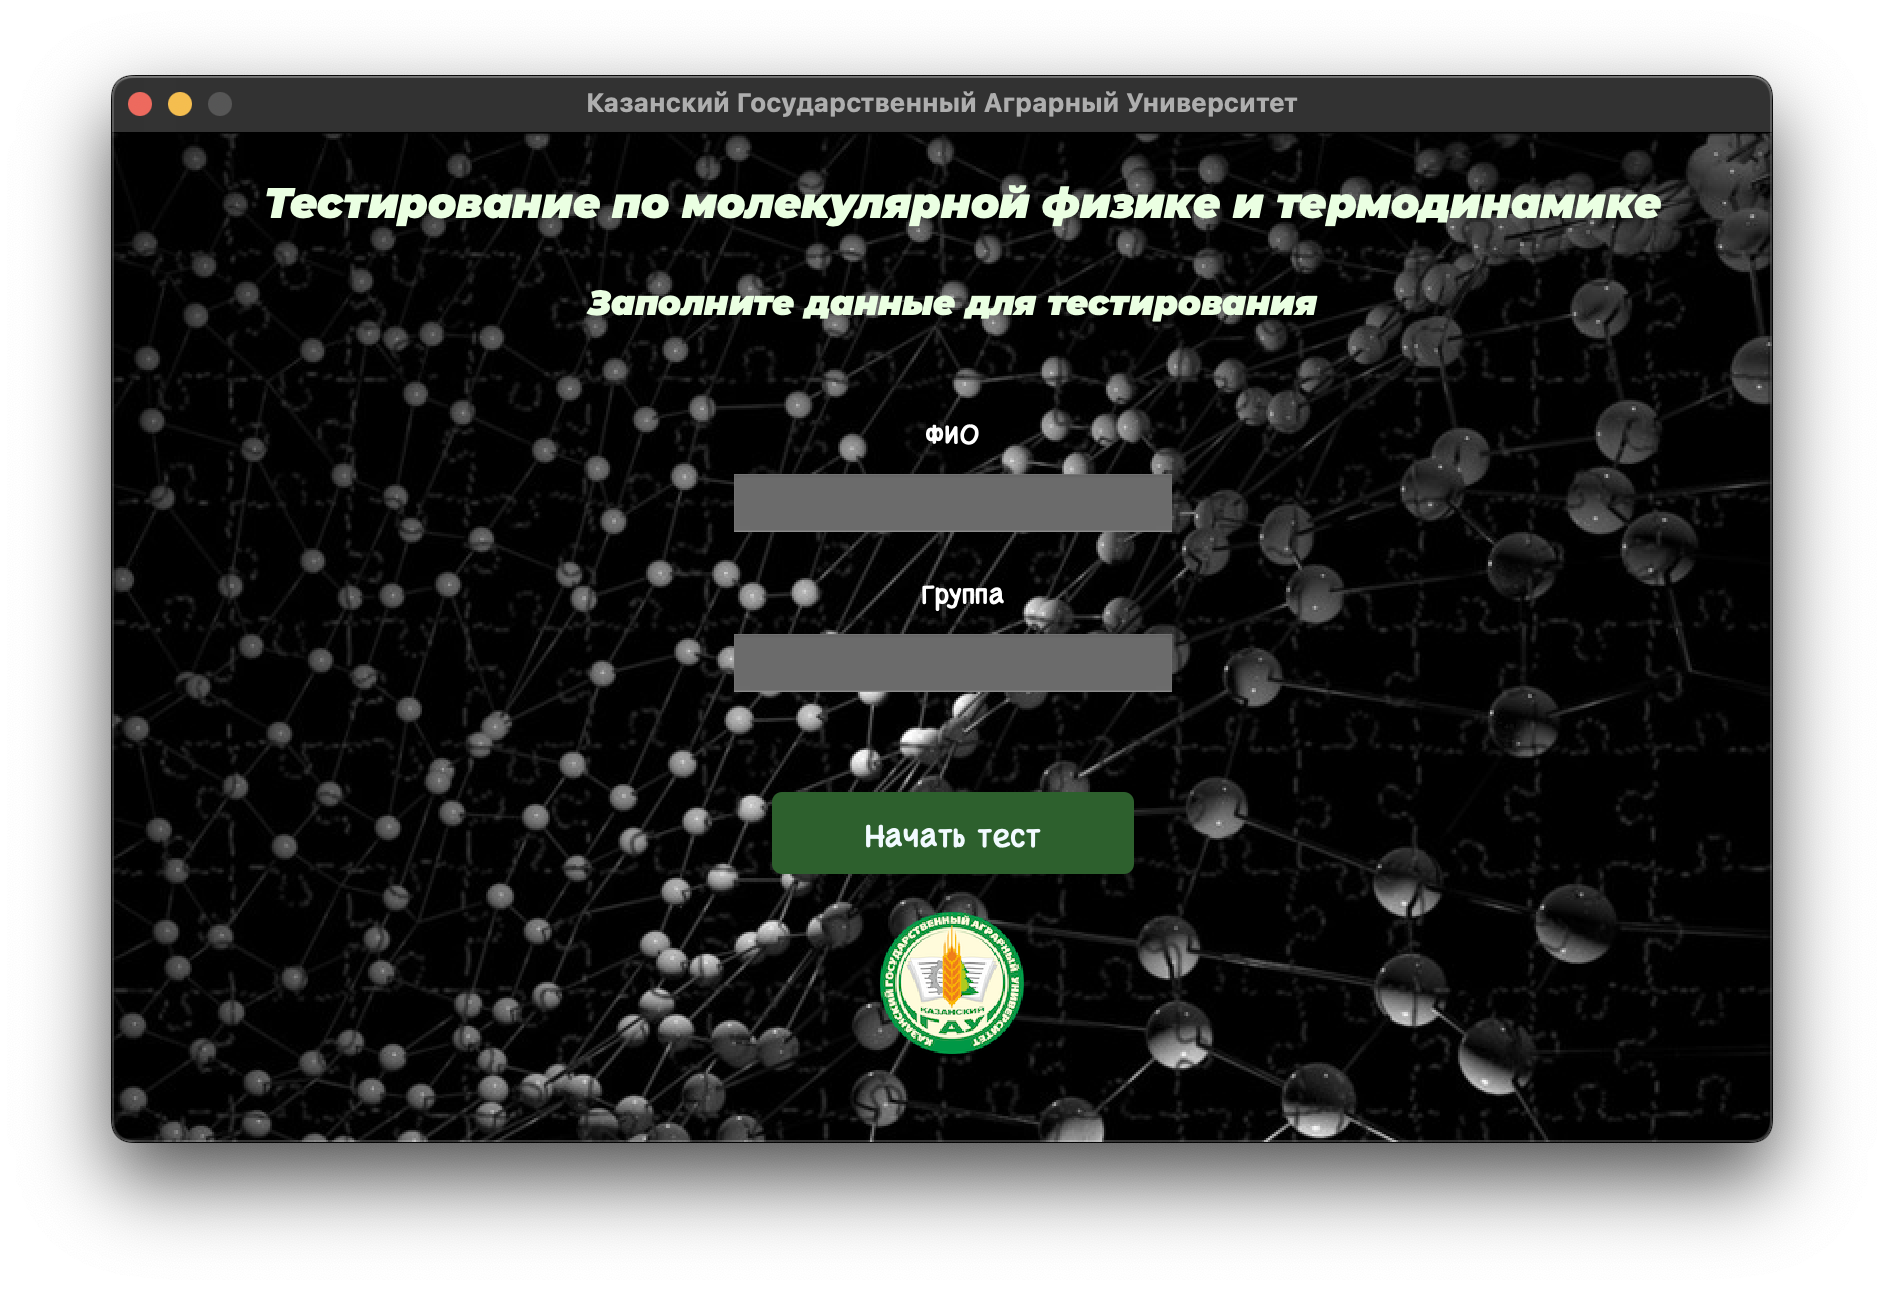 Казанский Государственный Аграрный Университет
Тестирование по молекулярной физике и термодинамике
Заполните данные для тестирования
ФИО
Группа
Начать тест
КАЗАНСКИЙ ГОСУДАРСТВЕННЫЙ АГРАРНЫЙ УНИВЕРСИТЕТ
КАЗАНСКИЙ
ГАУ